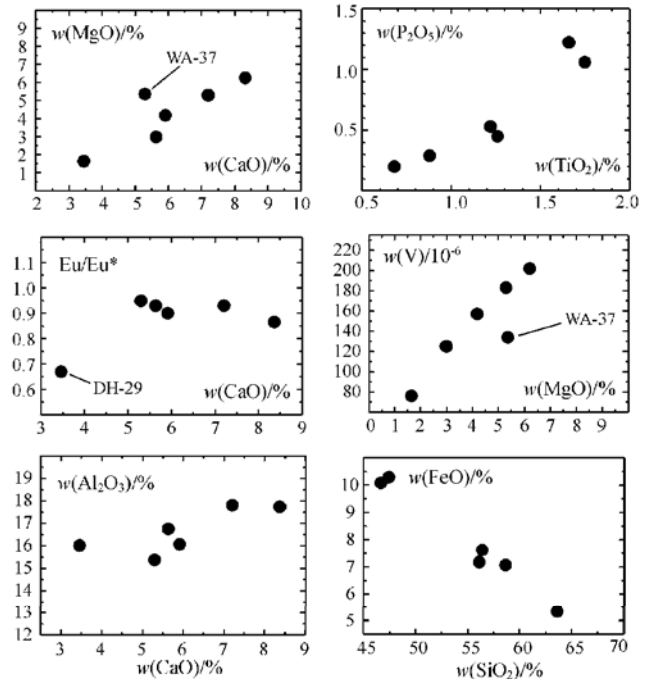 w(MgO)/%
WA-37
w(CaO)/%
9
8
7
6
5
4
3
2
1
2 3 4 5 6 7 8 9 10
w(P₂O₅)/%
w(TiO₂)/%
1.5
1.0
0.5
0.5 1.0 1.5 2.0
Eu/Eu*
DH-29
w(CaO)/%
1.1
1.0
0.9
0.8
0.7
0.6
3 4 5 6 7 8 9
w(V)/10⁻⁶
WA-37
w(MgO)/%
220
200
180
160
140
120
100
80
0 1 2 3 4 5 6 7 8 9
w(Al₂O₃)/%
19
18
17
16
15
14
13
12
3 4 5 6 7 8 9
w(CaO)/%
w(FeO)/%
10
9
8
7
6
5
45 50 55 60 65 70
w(SiO₂)/%